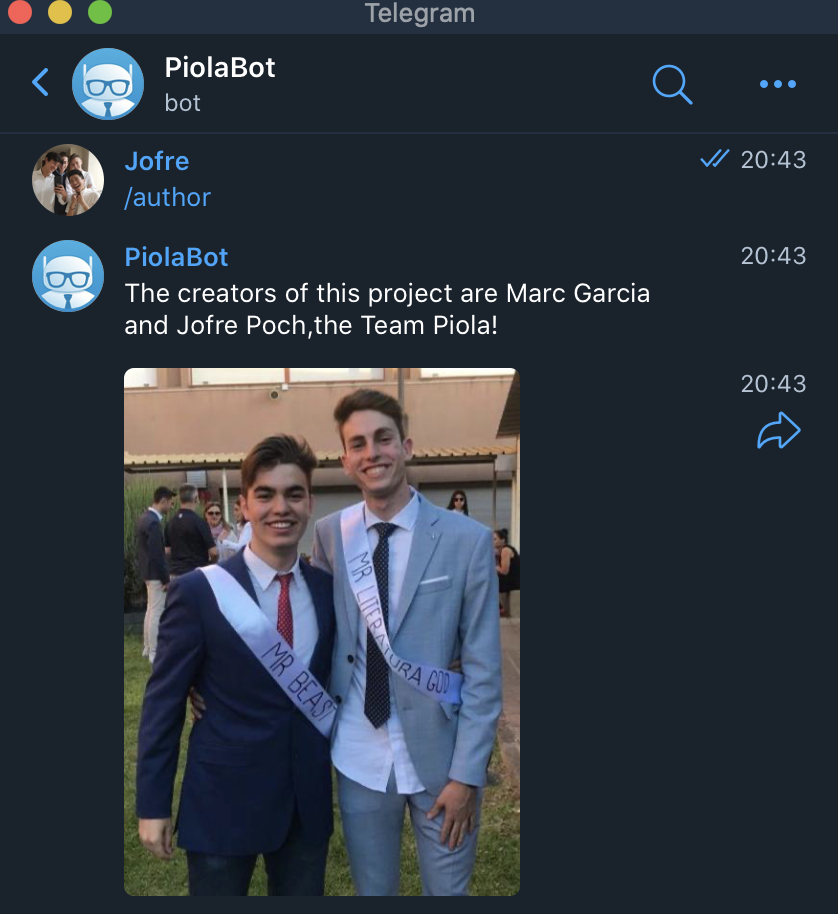 Telegram
PiolaBot
bot
Jofre
20:43
/author
PiolaBot
20:43
The creators of this project are Marc Garcia
and Jofre Poch,the Team Piola!
20:43
MR BEAST
MR LITERATURA GOD